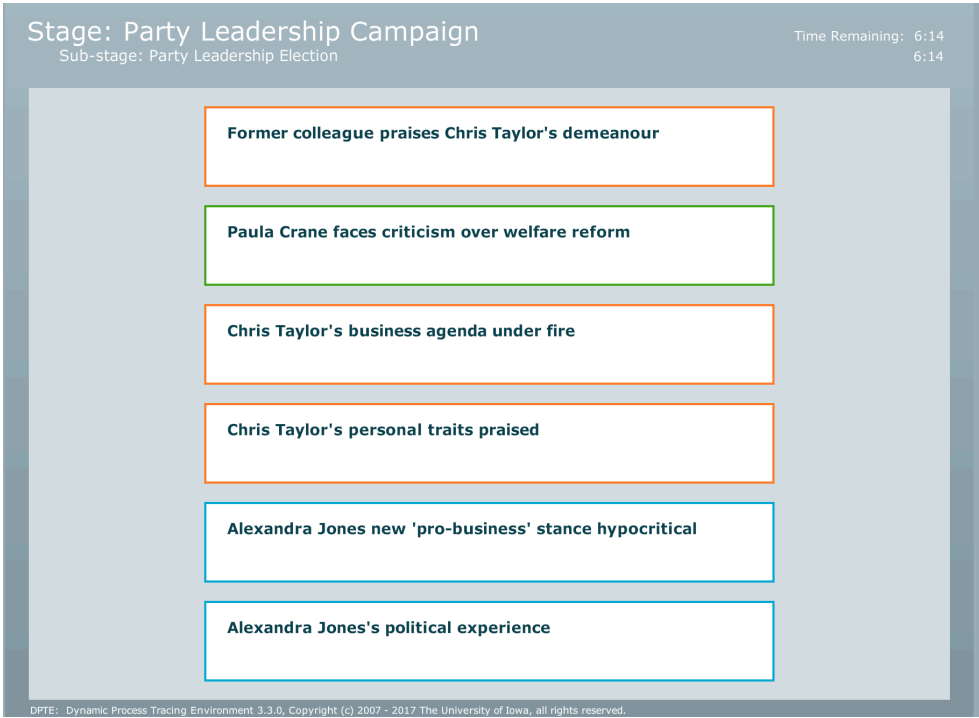 Stage: Party Leadership Campaign
Time Remaining: 6:14
Sub-stage: Party Leadership Election
6:14
Former colleague praises Chris Taylor's demeanour
Paula Crane faces criticism over welfare reform
Chris Taylor's business agenda under fire
Chris Taylor's personal traits praised
Alexandra Jones new 'pro-business' stance hypocritical
Alexandra Jones's political experience
DPTE: Dynamic Process Tracing Environment 3.3.0, Copyright (c) 2007 - 2017 The University of Iowa, all rights reserved.